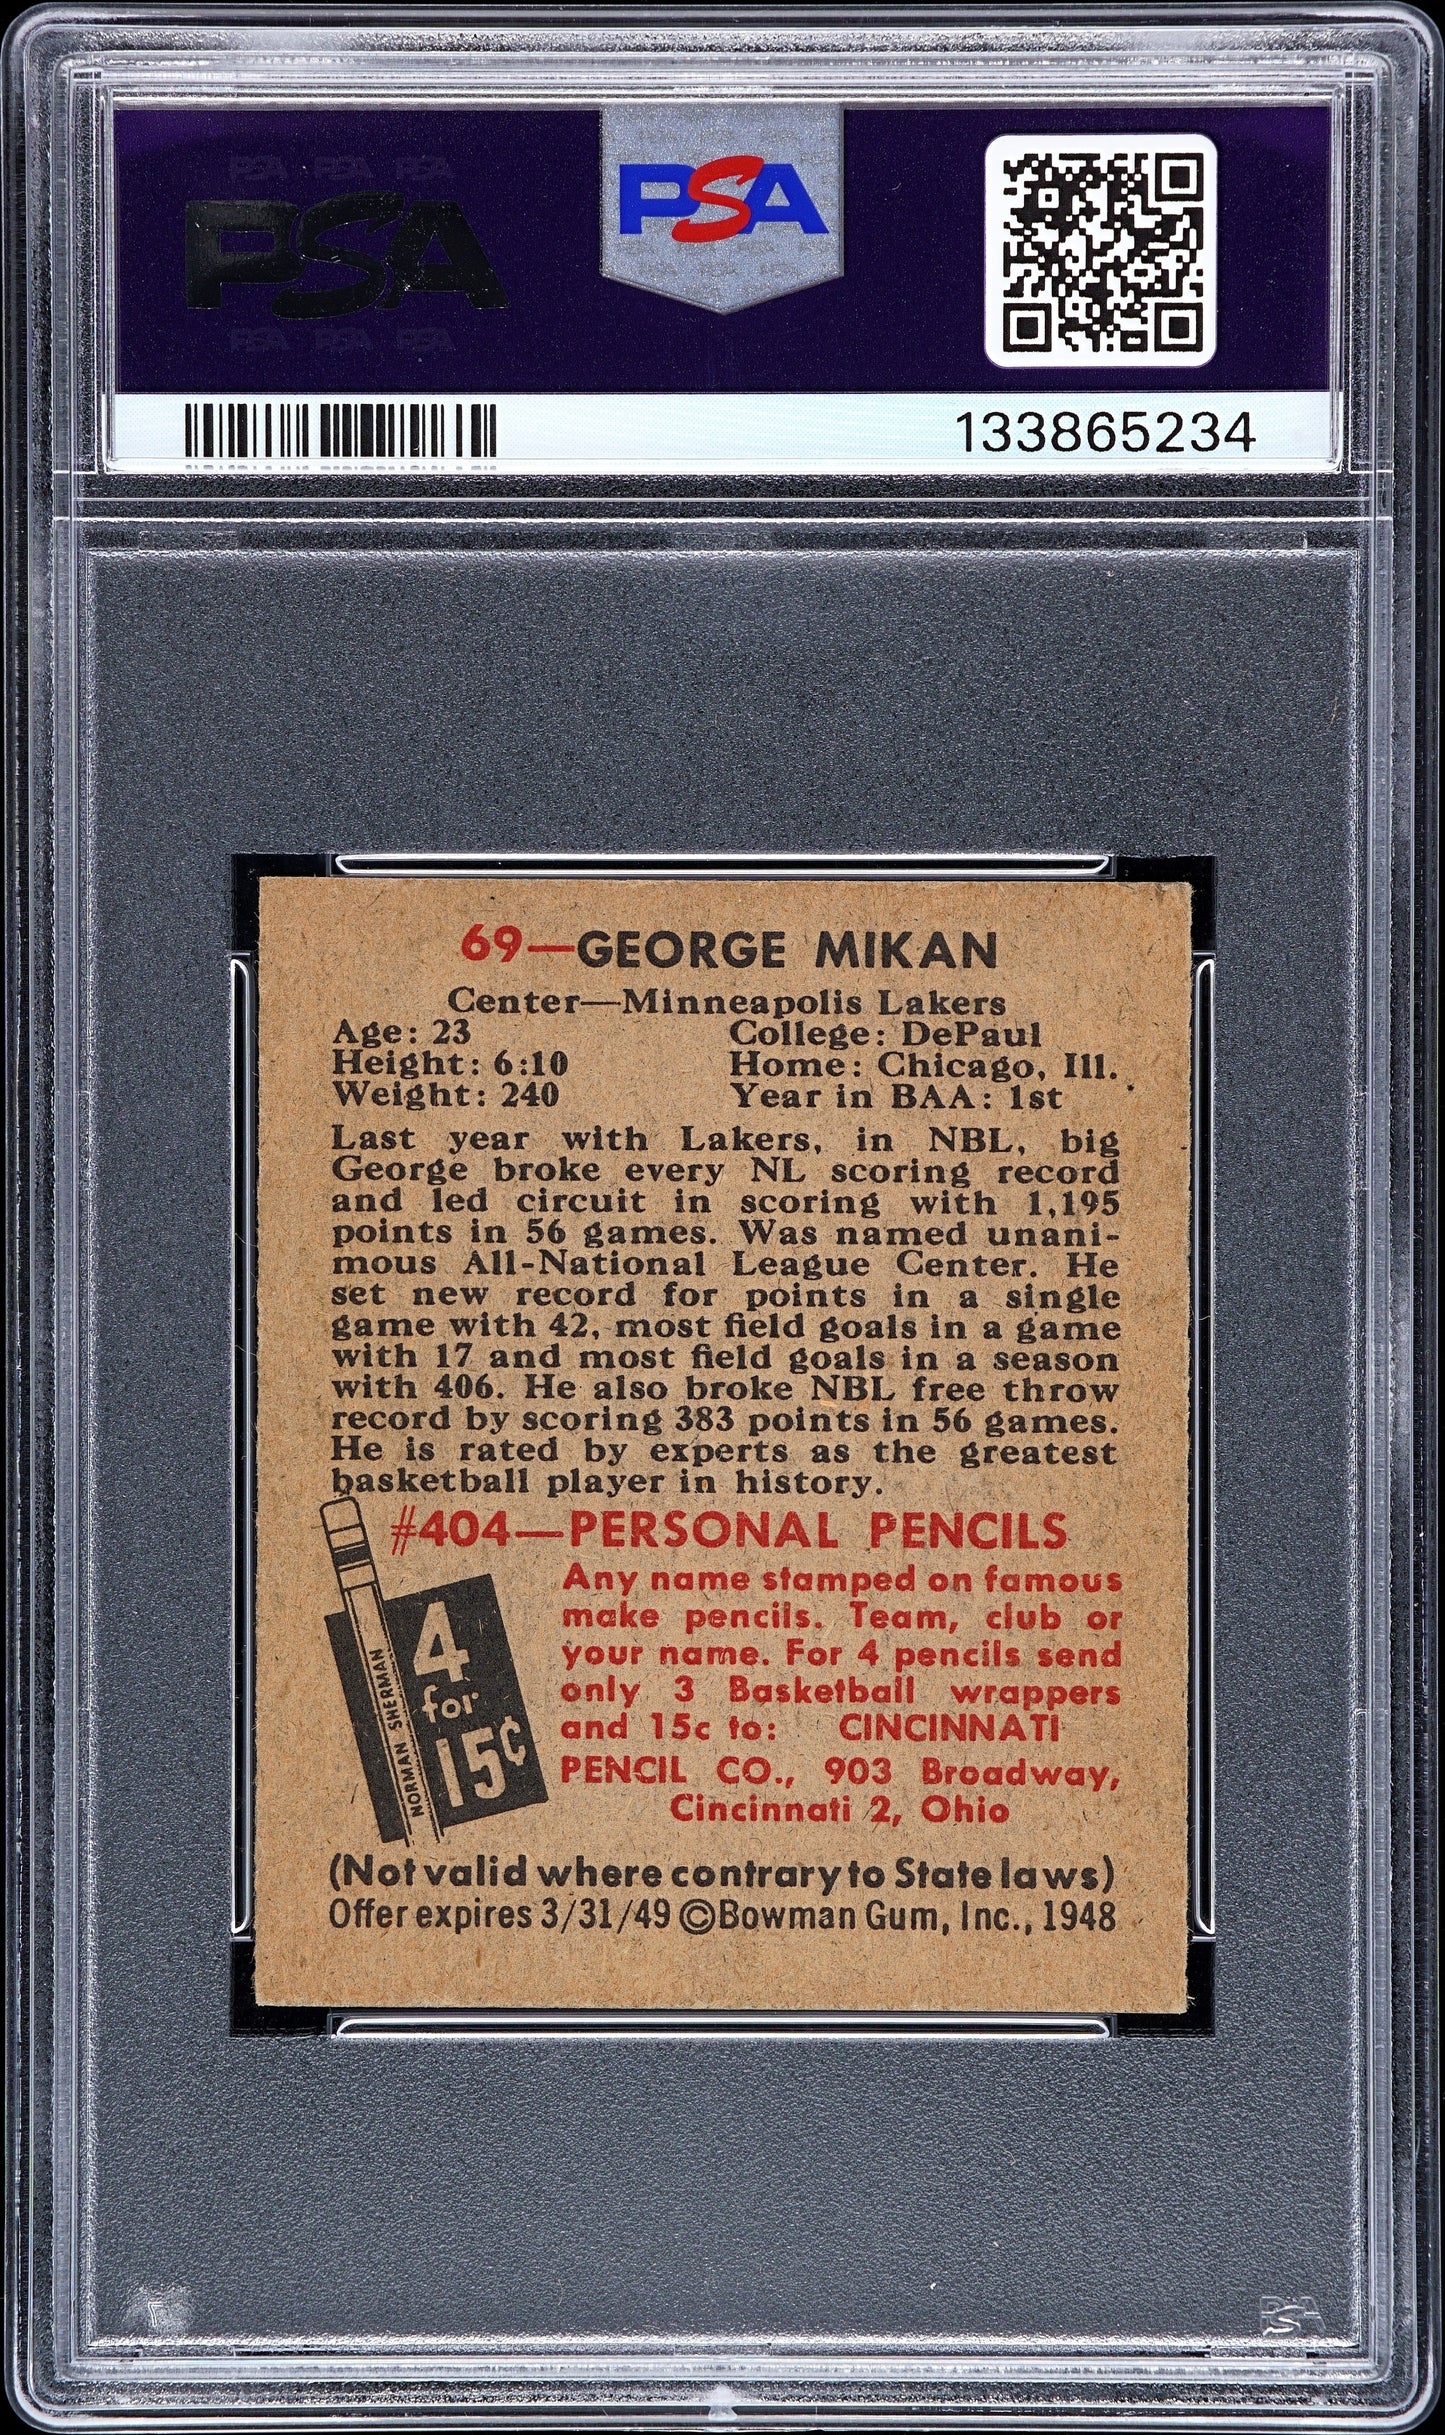 PSA PSA PSA
PSA
PSA PSA PSA
PSA
133865234
69—GEORGE MIKAN
Center—Minneapolis Lakers
Age: 23
College: DePaul
Height: 6:10
Home: Chicago, Ill.
Weight: 240
Year in BAA: 1st
Last year with Lakers, in NBL, big
George broke every NL scoring record
and led circuit in scoring with 1,195
points in 56 games. Was named unani-
mous All-National League Center. He
set new record for points in a single
game with 42, most field goals in a game
with 17 and most field goals in a season
with 406. He also broke NBL free throw
record by scoring 383 points in 56 games.
He is rated by experts as the greatest
basketball player in history.
#404—PERSONAL PENCILS
Any name stamped on famous
make pencils. Team, club or
your name. For 4 pencils send
only 3 Basketball wrappers
and 15c to: CINCINNATI
PENCIL CO., 903 Broadway,
Cincinnati 2, Ohio
4
for
15¢
NORMAN SHERMAN
(Not valid where contrary to State laws)
Offer expires 3/31/49 ©Bowman Gum, Inc., 1948
PSA